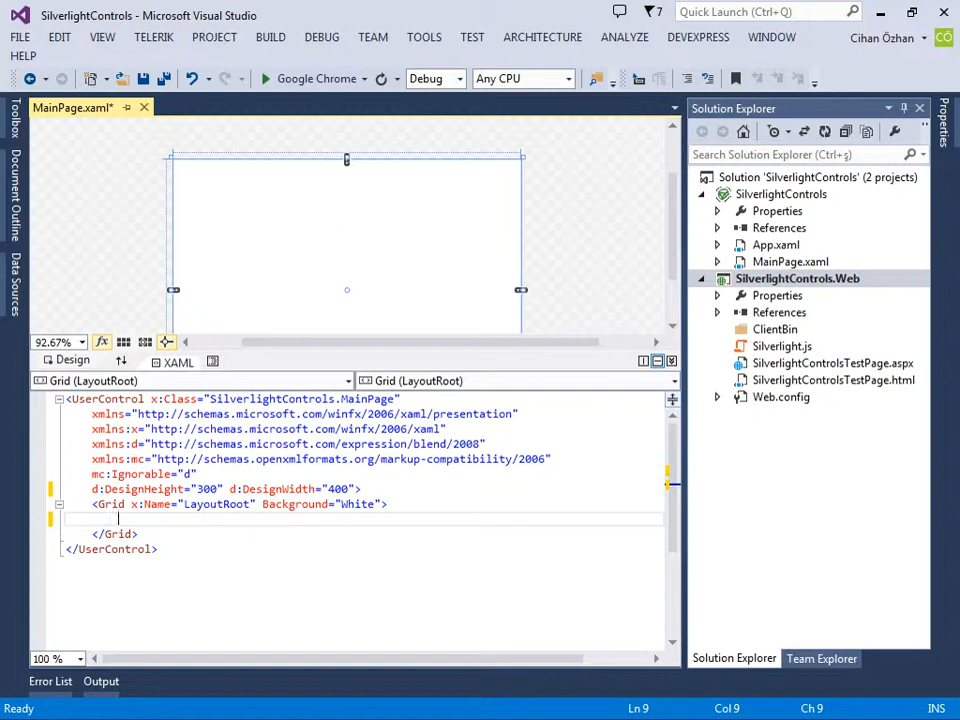 SilverlightControls - Microsoft Visual Studio
7
Quick Launch (Ctrl+Q)
FILE EDIT VIEW TELERIK PROJECT BUILD DEBUG TEAM TOOLS TEST ARCHITECTURE ANALYZE DEVEXPRESS WINDOW
HELP
Cihan Özhan
CÖ
Google Chrome
Debug
Any CPU
Toolbox
Document Outline
Data Sources
MainPage.xaml*
92.67%
fx
Design
XAML
Grid (LayoutRoot)
Grid (LayoutRoot)
<UserControl x:Class="SilverlightControls.MainPage"
xmlns="http://schemas.microsoft.com/winfx/2006/xaml/presentation"
xmlns:x="http://schemas.microsoft.com/winfx/2006/xaml"
xmlns:d="http://schemas.microsoft.com/expression/blend/2008"
xmlns:mc="http://schemas.openxmlformats.org/markup-compatibility/2006"
mc:Ignorable="d"
d:DesignHeight="300" d:DesignWidth="400">
<Grid x:Name="LayoutRoot" Background="White">
</Grid>
</UserControl>
100 %
Solution Explorer
Search Solution Explorer (Ctrl+ş)
Solution 'SilverlightControls' (2 projects)
SilverlightControls
Properties
References
App.xaml
MainPage.xaml
SilverlightControls.Web
Properties
References
ClientBin
Silverlight.js
SilverlightControlsTestPage.aspx
SilverlightControlsTestPage.html
Web.config
Solution Explorer
Team Explorer
Properties
Error List
Output
Ready
Ln 9
Col 9
Ch 9
INS